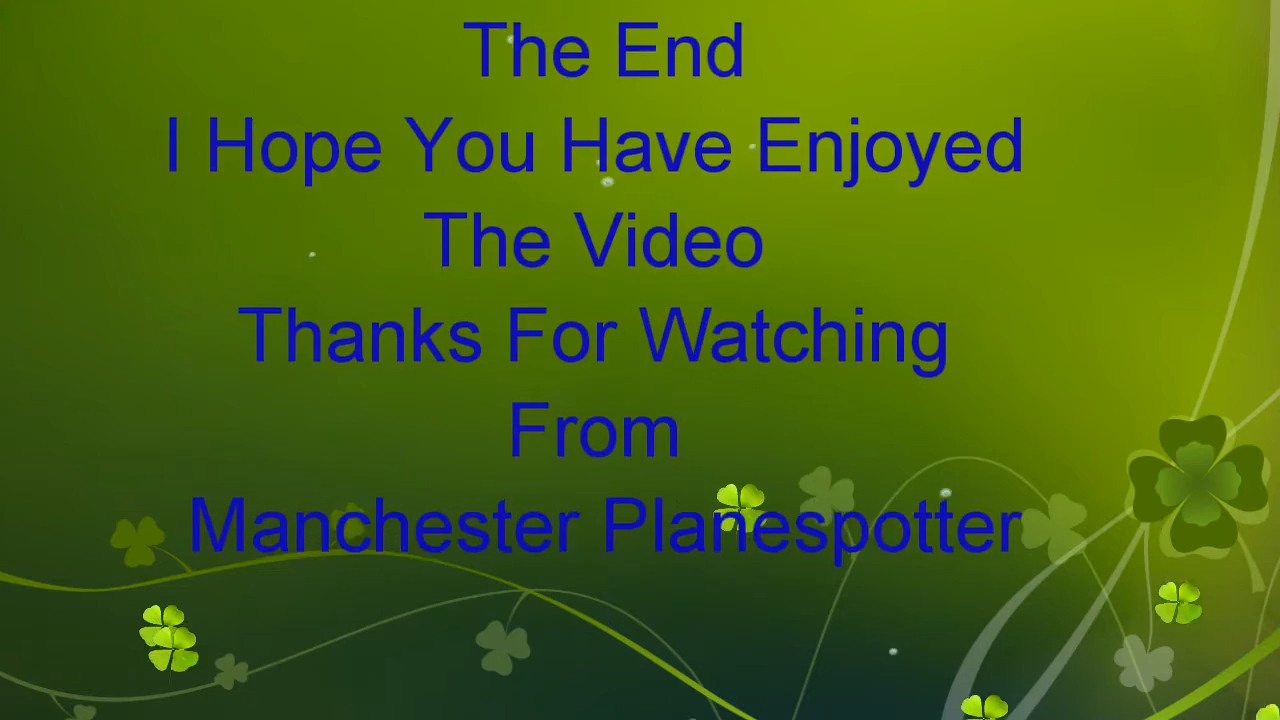 The End
I Hope You Have Enjoyed
The Video
Thanks For Watching
From
Manchester Planespotter